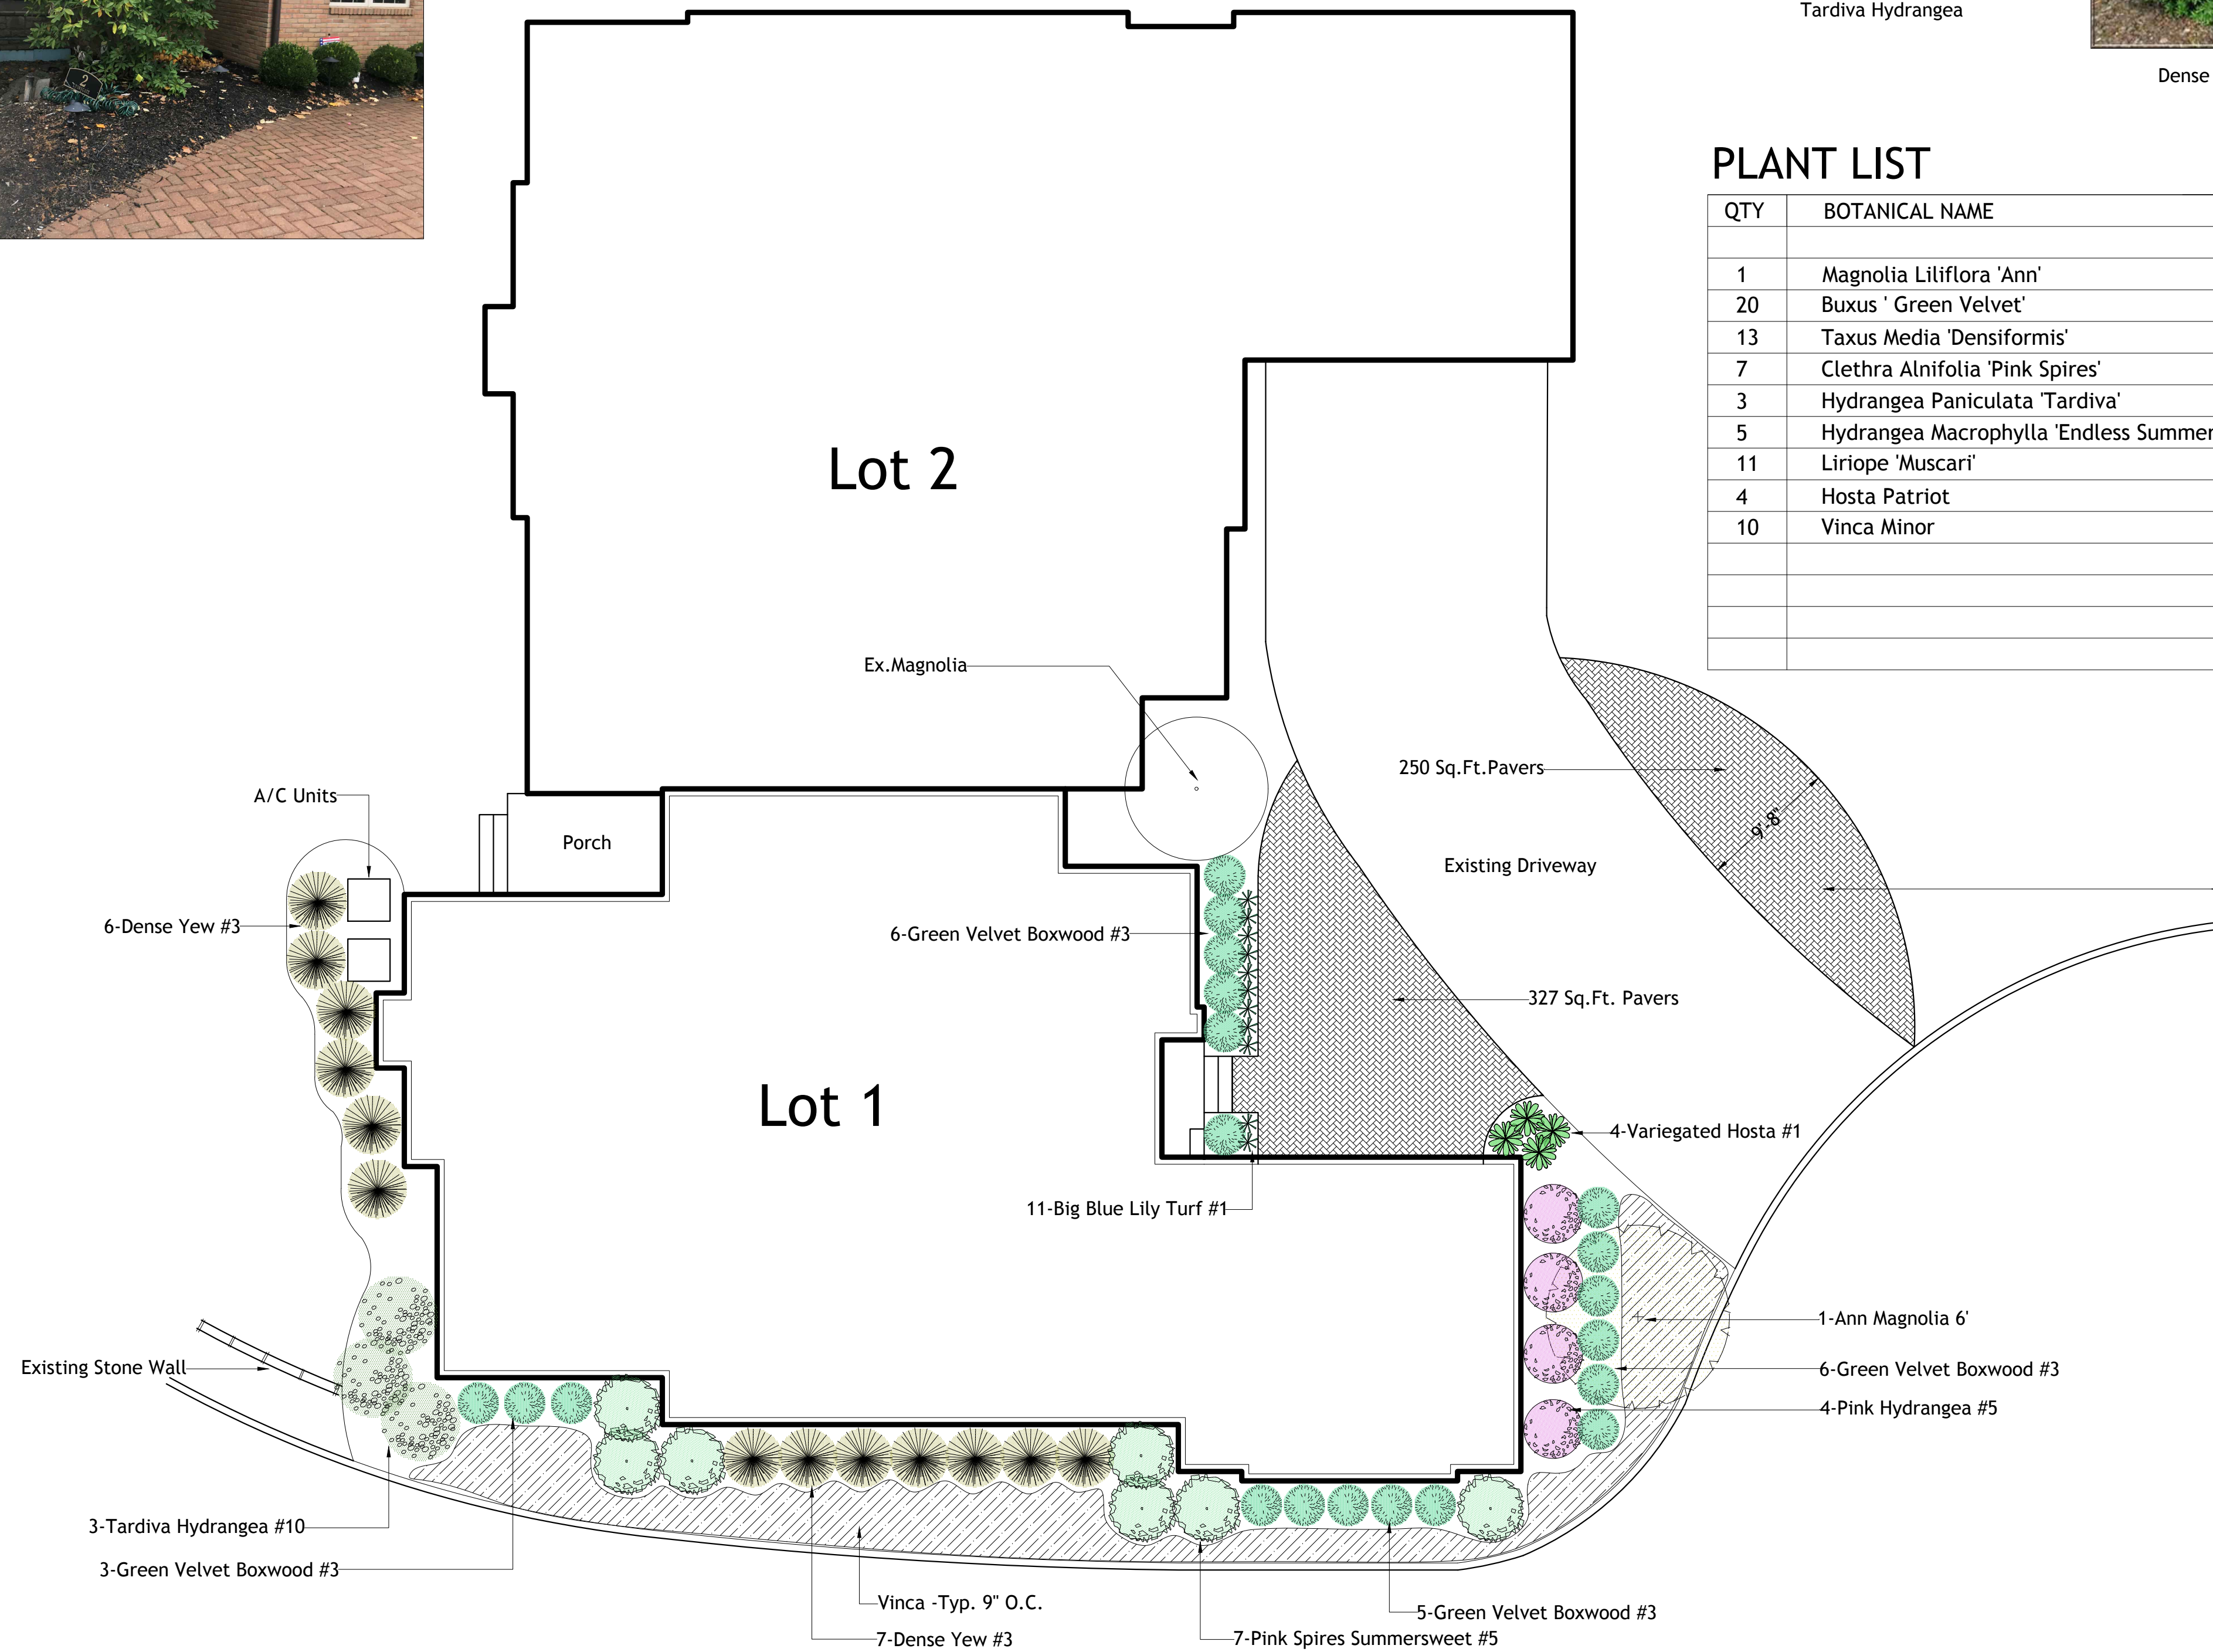 2
Tardiva Hydrangea
Dense
PLANT LIST
QTY BOTANICAL NAME
1 Magnolia Liliflora 'Ann'
20 Buxus ' Green Velvet'
13 Taxus Media 'Densiformis'
7 Clethra Alnifolia 'Pink Spires'
3 Hydrangea Paniculata 'Tardiva'
5 Hydrangea Macrophylla 'Endless Summer
11 Liriope 'Muscari'
4 Hosta Patriot
10 Vinca Minor
Lot 2
Ex.Magnolia
250 Sq.Ft.Pavers
9'-8"
A/C Units
Porch
Existing Driveway
6-Dense Yew #3
6-Green Velvet Boxwood #3
327 Sq.Ft. Pavers
Lot 1
4-Variegated Hosta #1
11-Big Blue Lily Turf #1
1-Ann Magnolia 6'
Existing Stone Wall
6-Green Velvet Boxwood #3
4-Pink Hydrangea #5
3-Tardiva Hydrangea #10
3-Green Velvet Boxwood #3
Vinca -Typ. 9" O.C.
5-Green Velvet Boxwood #3
7-Dense Yew #3
7-Pink Spires Summersweet #5